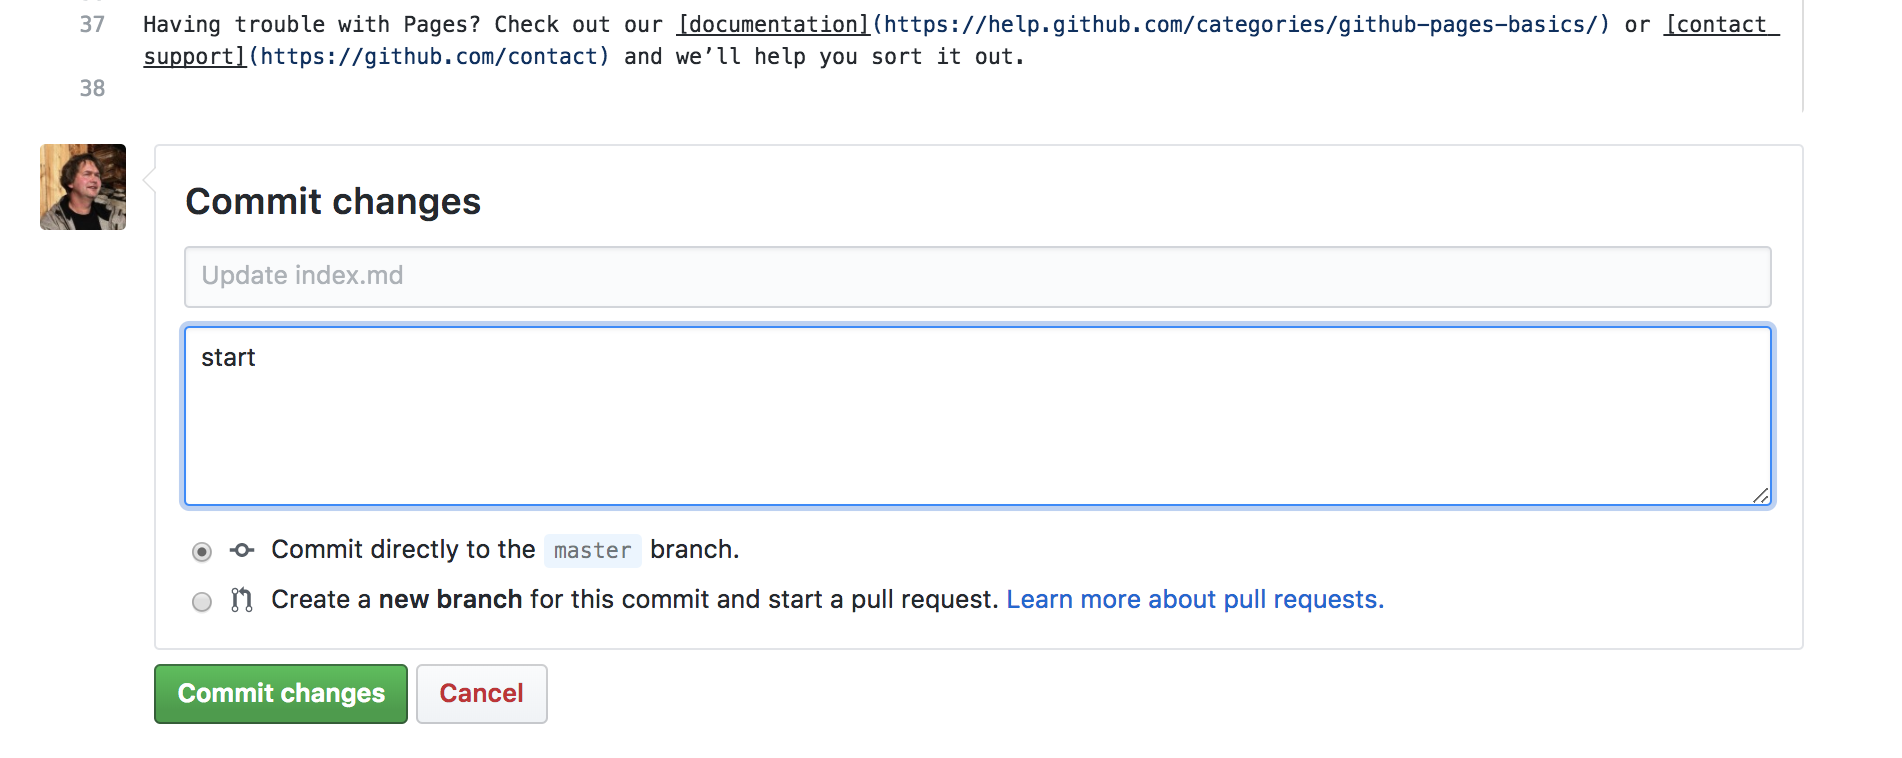 37 Having trouble with Pages? Check out our [documentation](https://help.github.com/categories/github-pages-basics/) or [contact
support](https://github.com/contact) and we’ll help you sort it out.
38
Commit changes
Update index.md
start
Commit directly to the master branch.
Create a new branch for this commit and start a pull request. Learn more about pull requests.
Commit changes Cancel